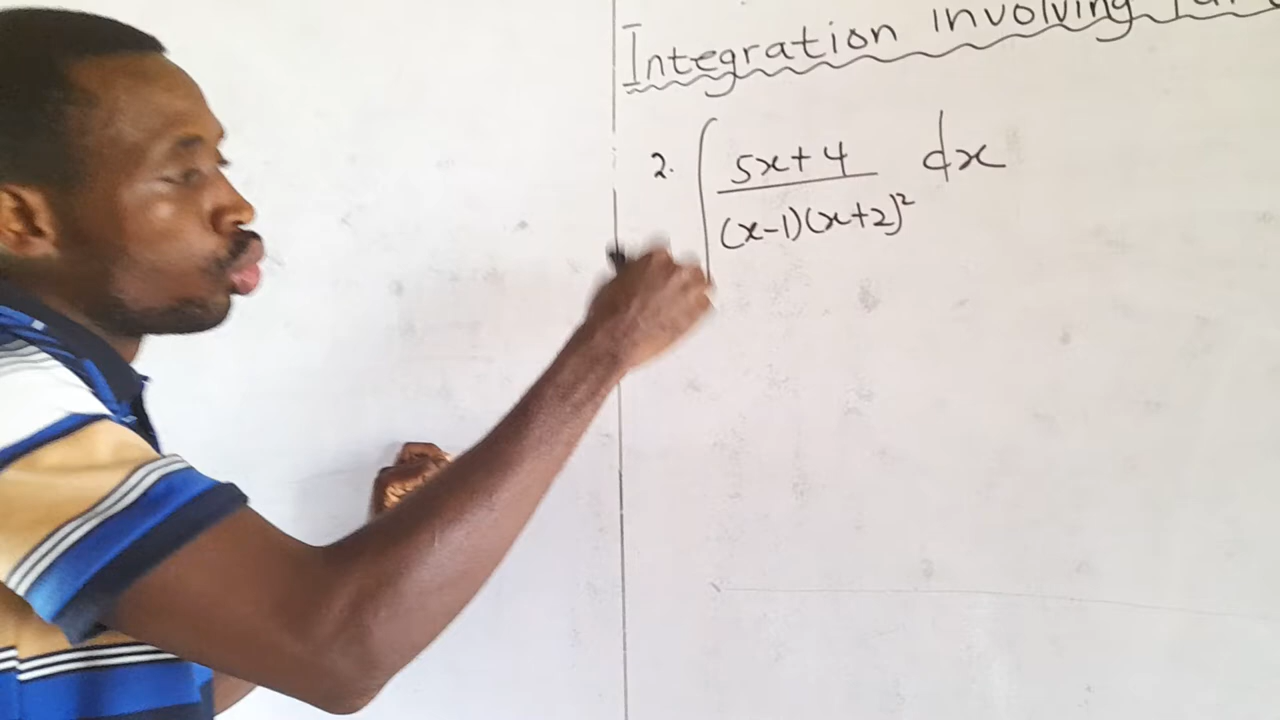 Integration involving
2. ∫ 5x+4 dx
(x-1)(x+2)²